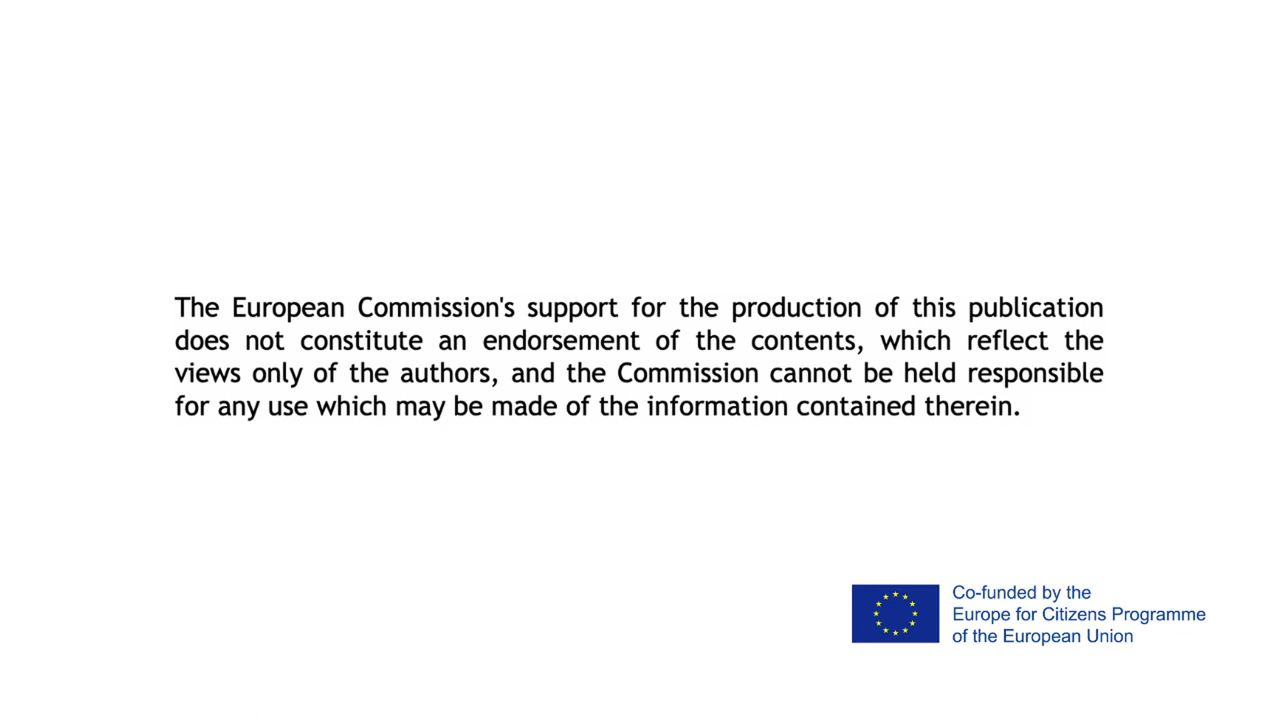 The European Commission's support for the production of this publication
does not constitute an endorsement of the contents, which reflect the
views only of the authors, and the Commission cannot be held responsible
for any use which may be made of the information contained therein.
Co-funded by the
Europe for Citizens Programme
of the European Union